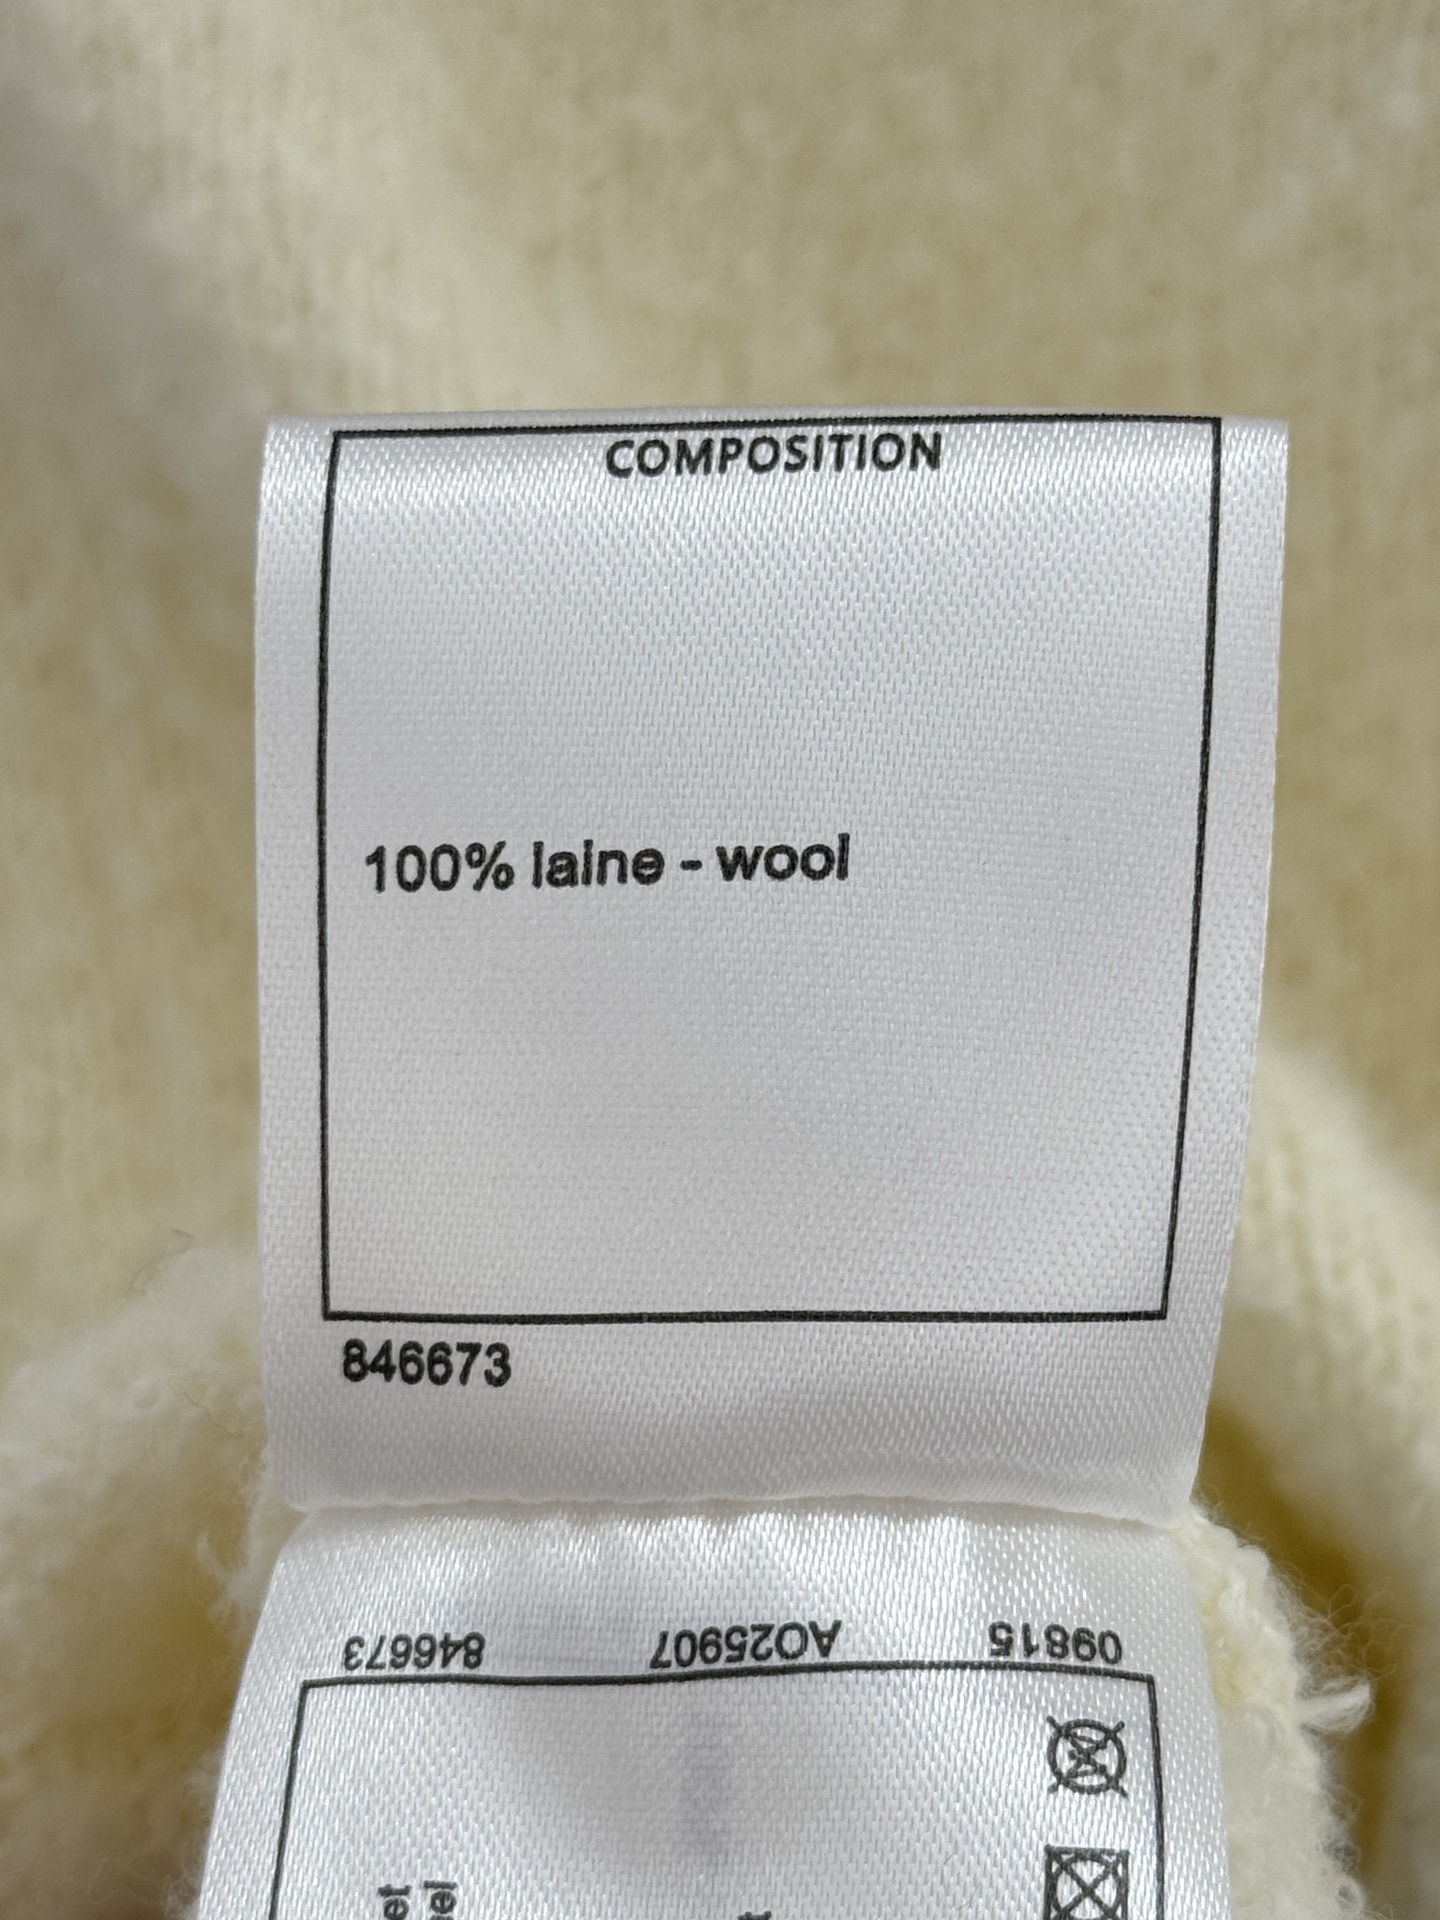 COMPOSITION
100% laine - wool
846673
09815 AO25907 846673